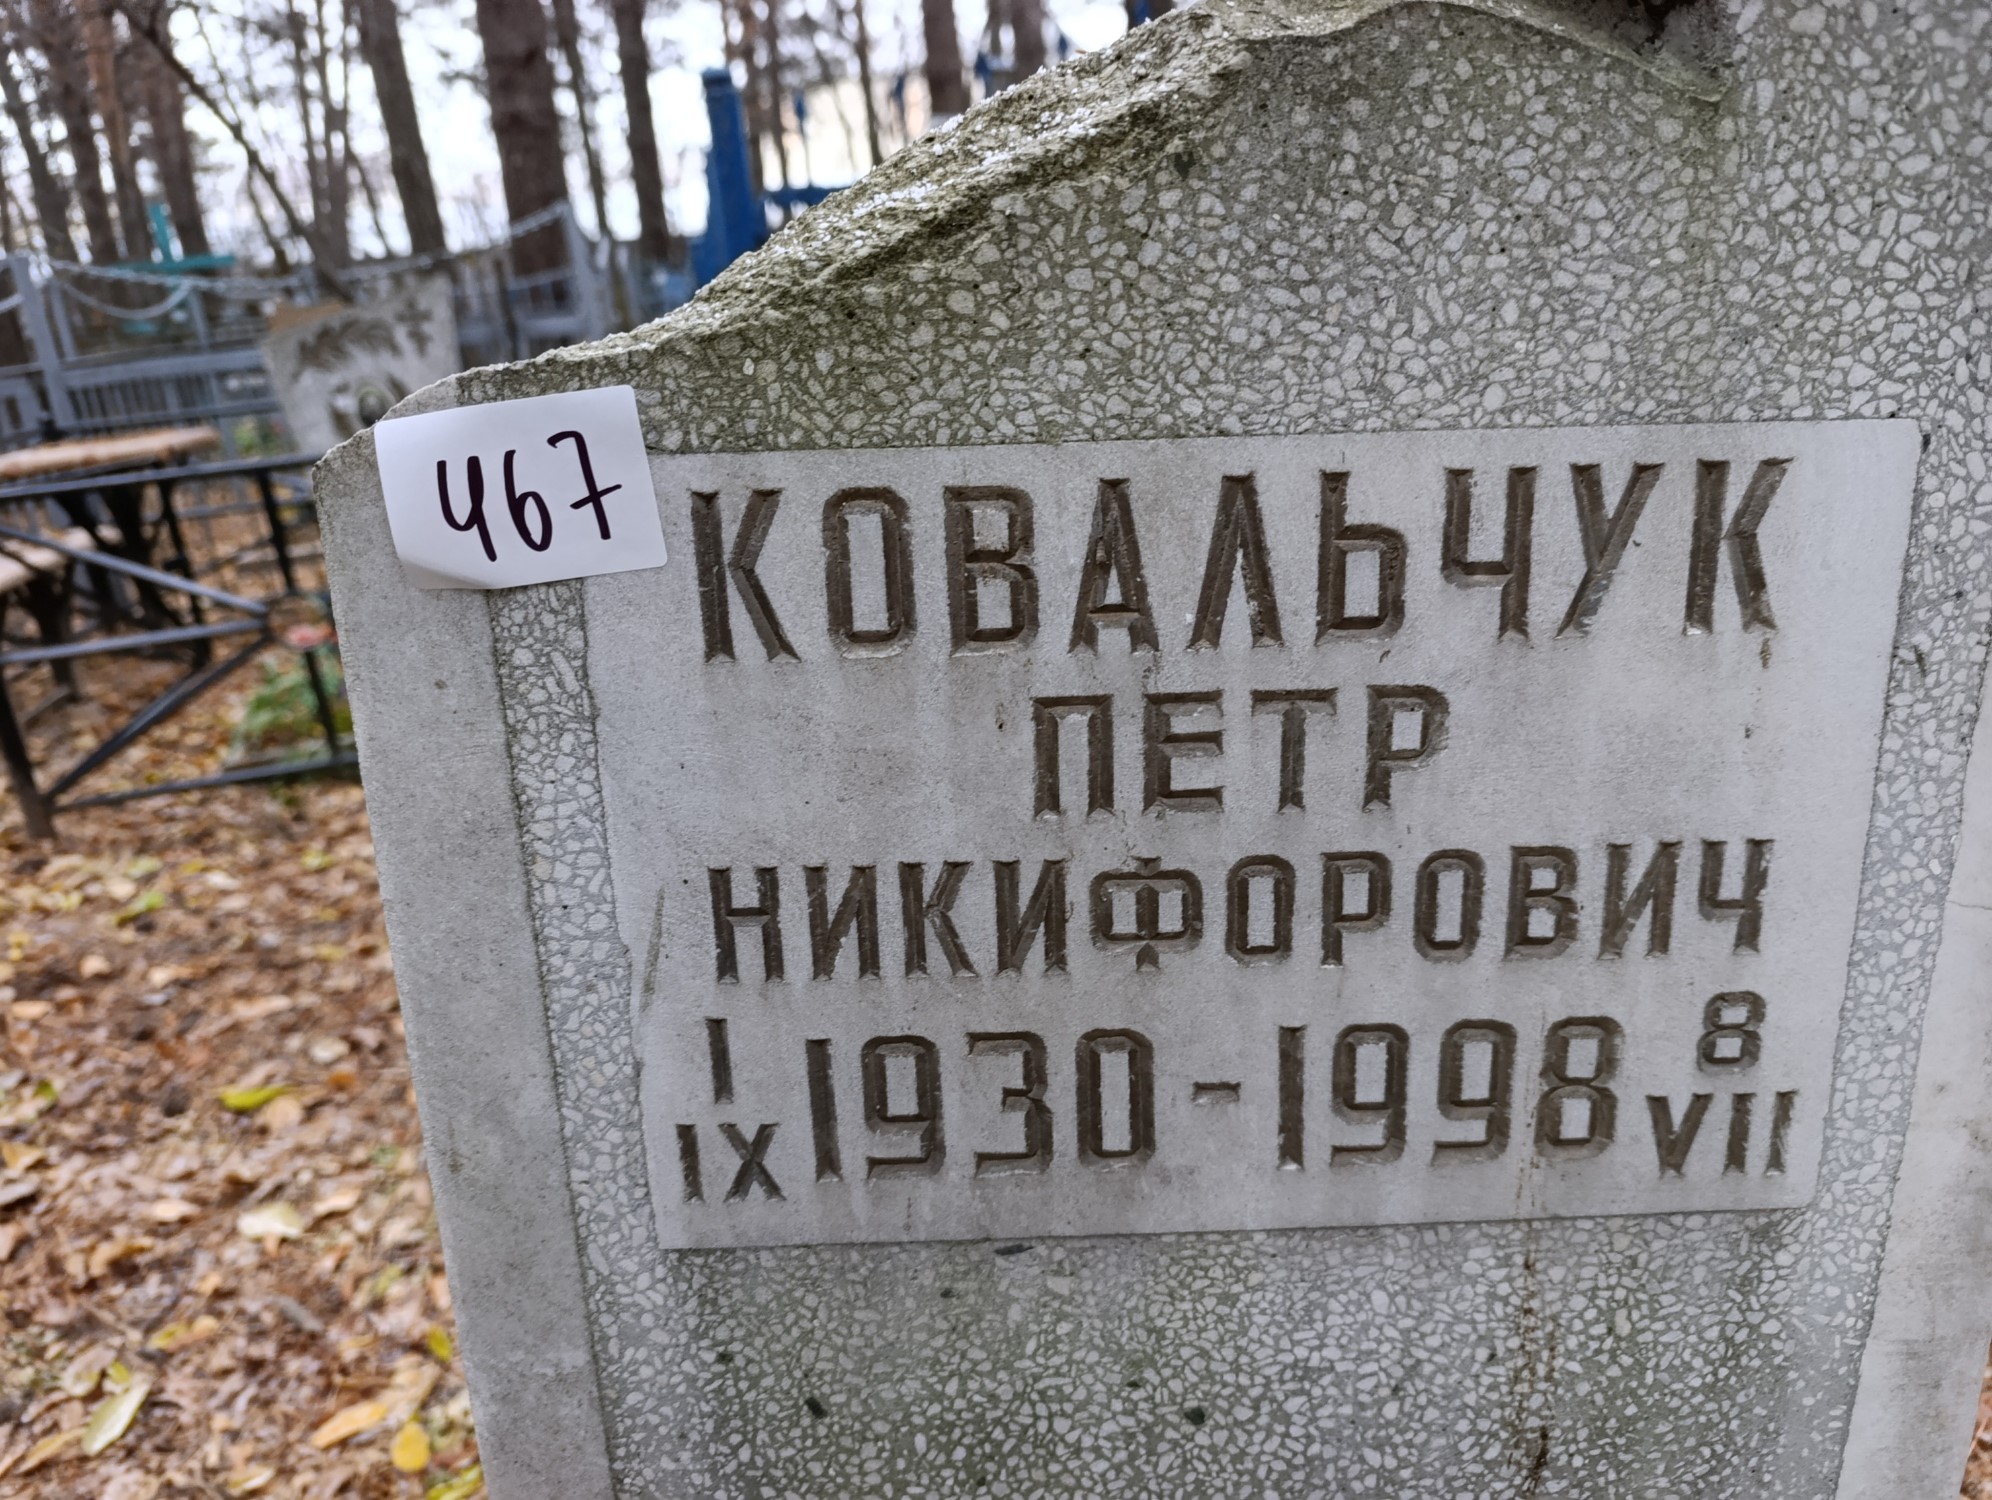 467
КОВАЛЬЧУК
ПЕТР
НИКИФОРОВИЧ
I IX 1930 - 1998 8 VII